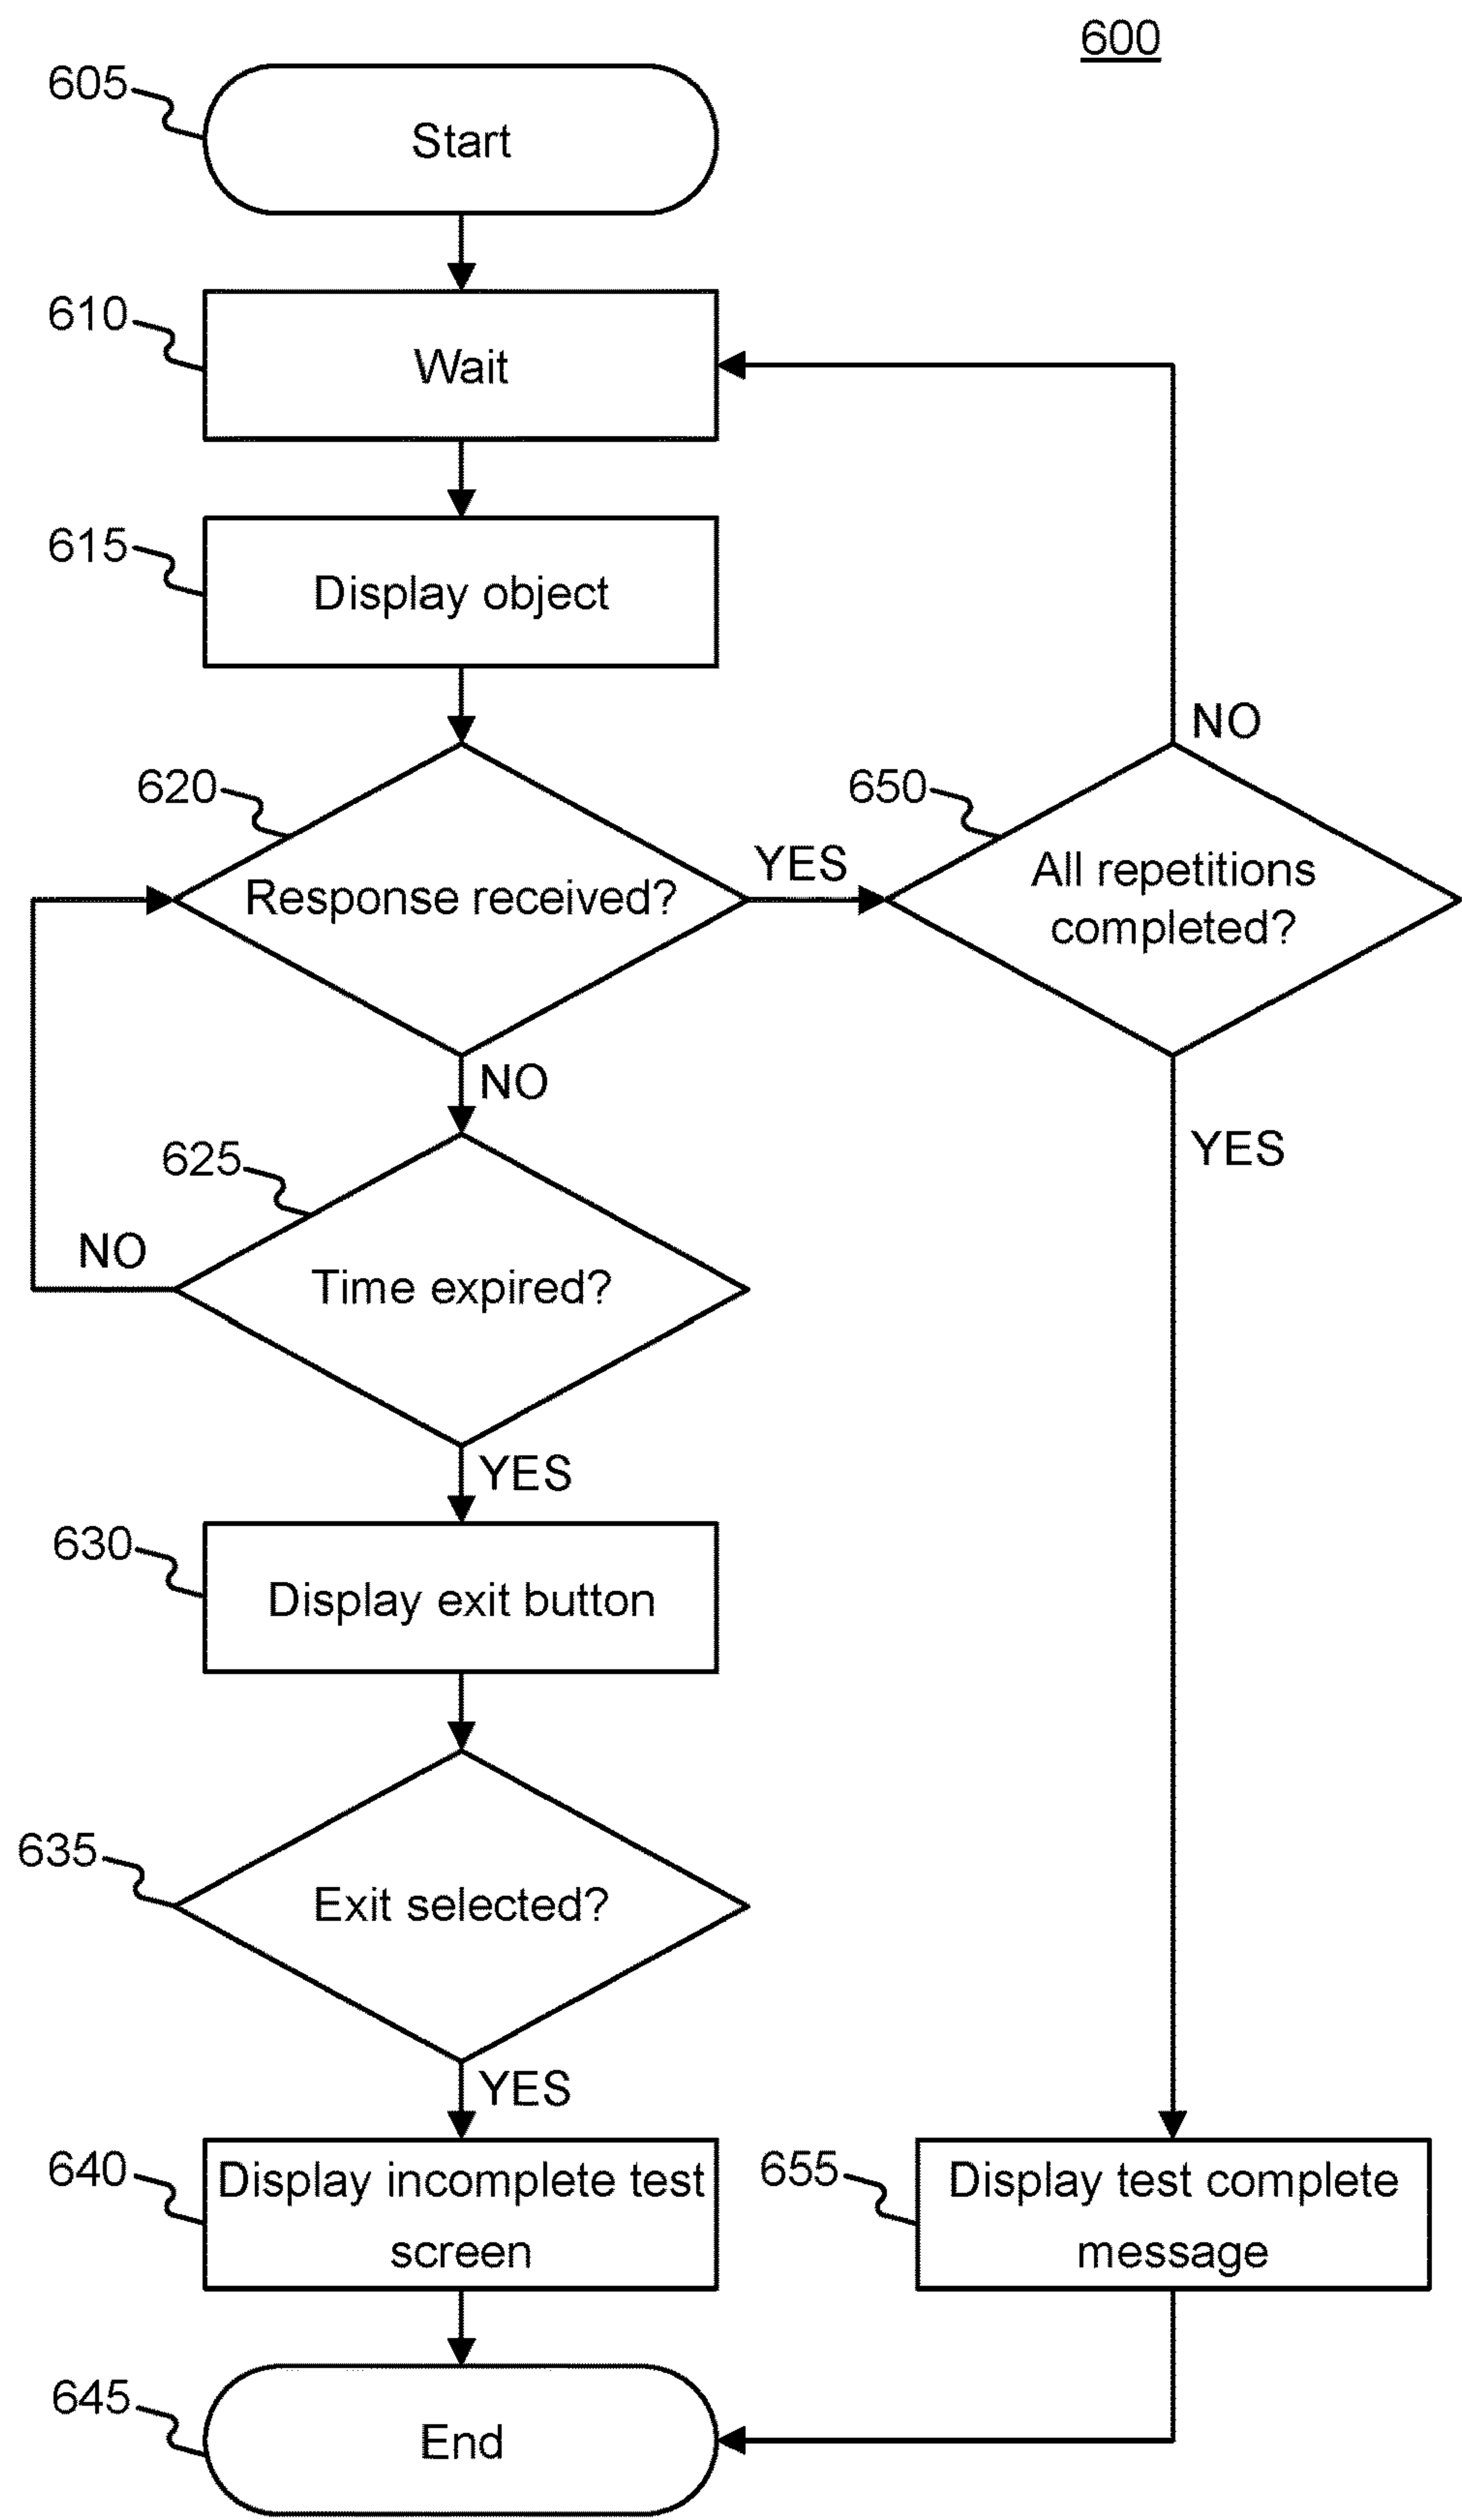 600
605
Start
610
Wait
615
Display object
NO
620
650
YES
Response received?
All repetitions
completed?
NO
625
YES
NO
Time expired?
YES
630
Display exit button
635
Exit selected?
YES
640
Display incomplete test
screen
655
Display test complete
message
645
End